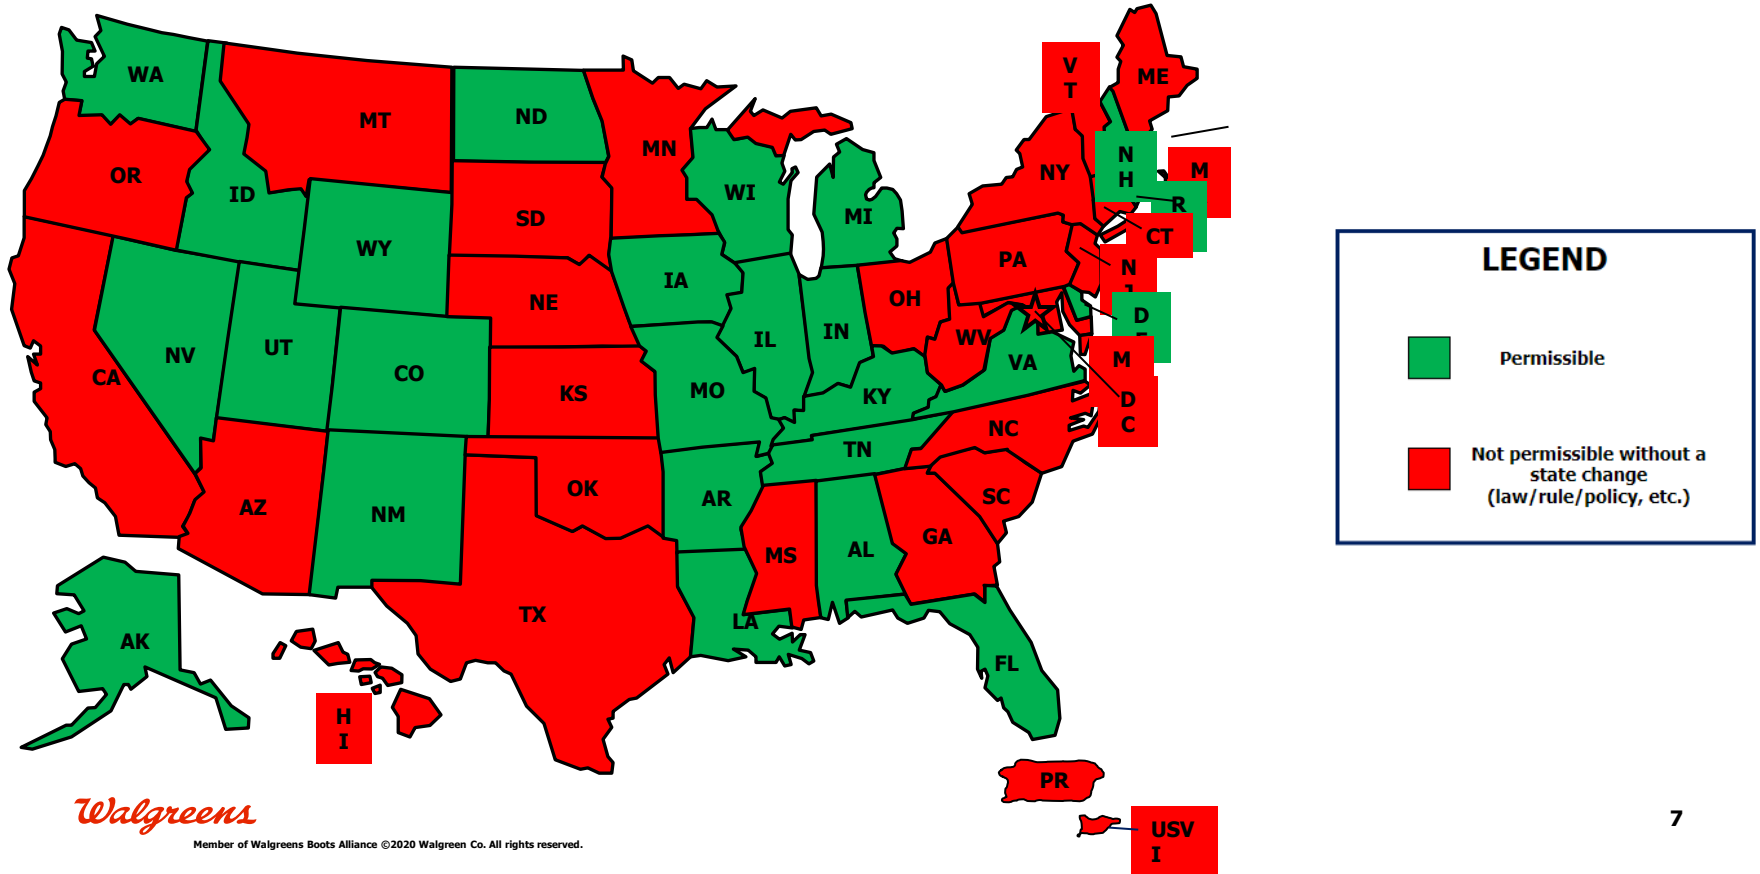 WA
MT
ND
MN
OR
ID
WY
SD
WI
MI
NY
V
T
ME
N
H
M
R
CT
N
J
D
E
M
D
C
PA
IA
NE
OH
IL
IN
WV
VA
NV
UT
CO
CA
KS
MO
KY
NC
TN
SC
AZ
NM
OK
AR
MS
AL
GA
TX
LA
FL
AK
H
I
PR
USV
I
LEGEND
Permissible
Not permissible without a
state change
(law/rule/policy, etc.)
Walgreens
Member of Walgreens Boots Alliance ©2020 Walgreen Co. All rights reserved.
7